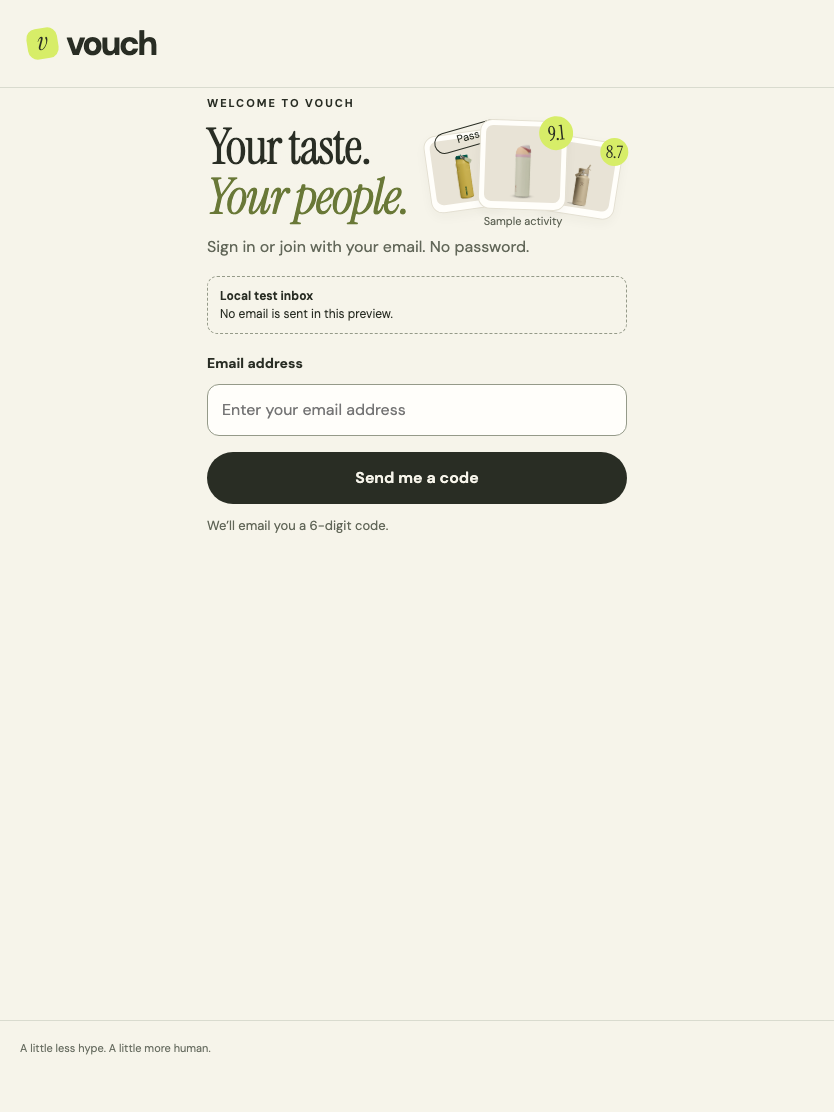 v vouch
WELCOME TO VOUCH
Your taste.
Your people.
Pass
9.1
8.7
Sample activity
Sign in or join with your email. No password.
Local test inbox
No email is sent in this preview.
Email address
Enter your email address
Send me a code
We’ll email you a 6-digit code.
A little less hype. A little more human.